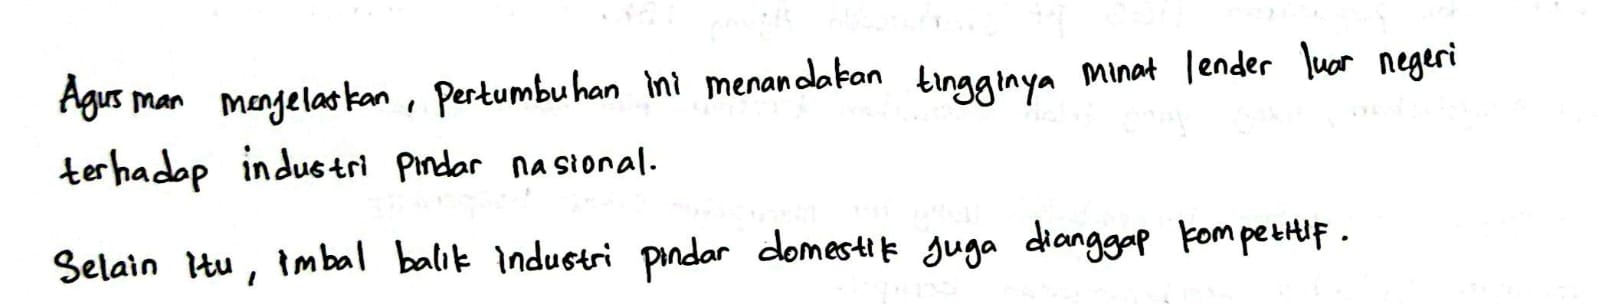 Agusman menjelaskan, pertumbuhan ini menandakan tingginya minat lender luar negeri
terhadap industri pindar nasional.
Selain itu, imbal balik industri pindar domestik juga dianggap kompetitif.